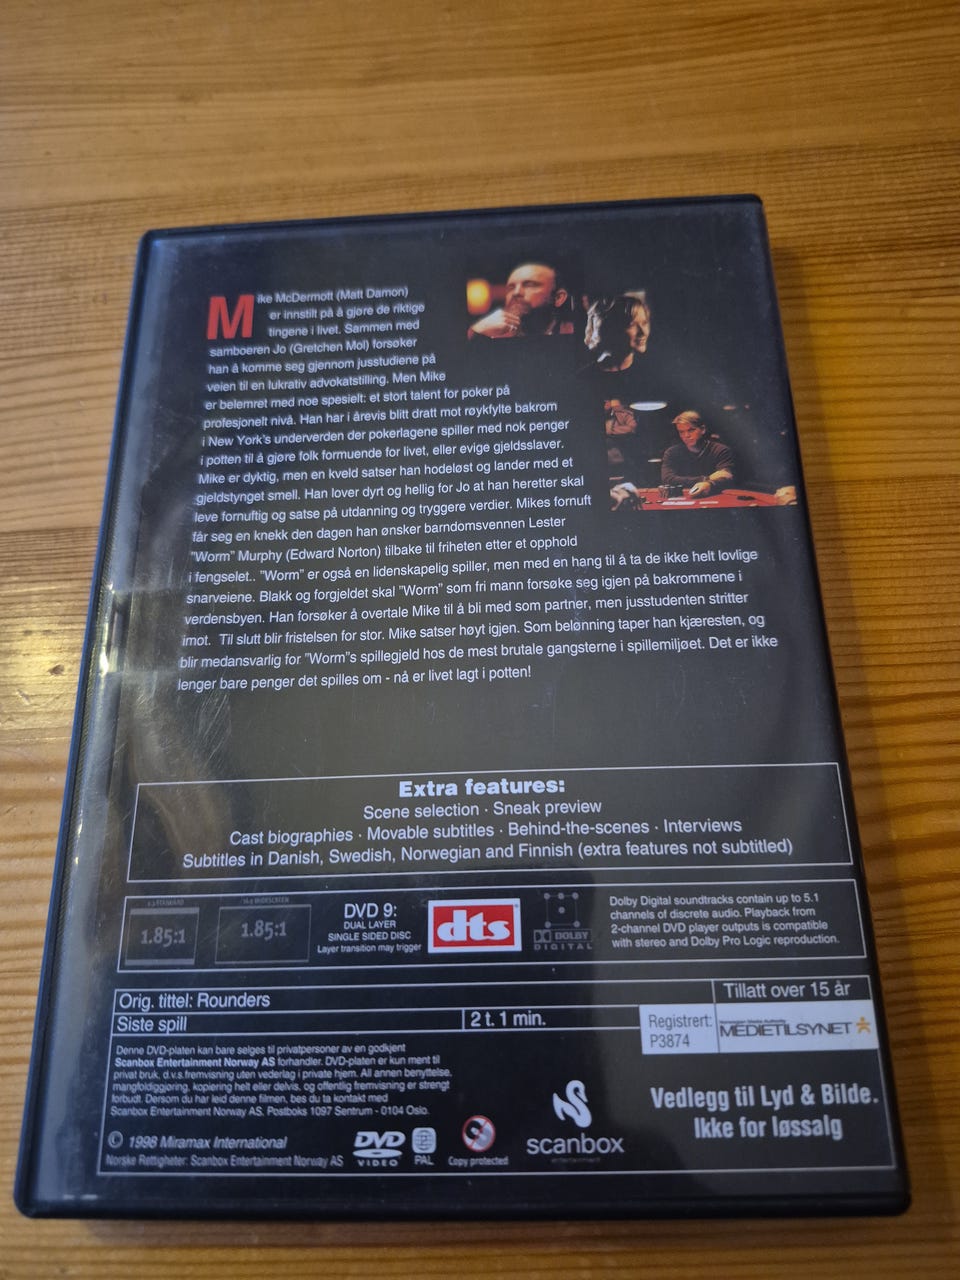 Mike McDermott (Matt Damon)
er innstilt på å gjøre de riktige
tingene i livet. Sammen med
samboeren Jo (Gretchen Mol) forsøker
han å komme seg gjennom jusstudiene på
veien til en lukrativ advokatstilling. Men Mike
er belemret med noe spesielt: et stort talent for poker på
profesjonelt nivå. Han har i årevis blitt dratt mot røykfylte bakrom
i New York's underverden der pokerlagene spiller med nok penger
i potten til å gjøre folk formuende for livet, eller evige gjeldsslaver.
Mike er dyktig, men en kveld satser han hodeløst og lander med et
gjeldstynget smell. Han lover dyrt og hellig for Jo at han heretter skal
leve fornuftig og satse på utdanning og tryggere verdier. Mikes fornuft
får seg en knekk den dagen han ønsker barndomsvennen Lester
"Worm" Murphy (Edward Norton) tilbake til friheten etter et opphold
i fengselet.. "Worm" er også en lidenskapelig spiller, men med en hang til å ta de ikke helt lovlige
snarveiene. Blakk og forgjeldet skal "Worm" som fri mann forsøke seg igjen på bakrommene i
verdensbyen. Han forsøker å overtale Mike til å bli med som partner, men jusstudenten stritter
imot. Til slutt blir fristelsen for stor. Mike satser høyt igjen. Som belønning taper han kjæresten, og
blir medansvarlig for "Worm"s spillegjeld hos de mest brutale gangsterne i spillemiljøet. Det er ikke
lenger bare penger det spilles om - nå er livet lagt i potten!
Extra features:
Scene selection · Sneak preview
Cast biographies · Movable subtitles · Behind-the-scenes · Interviews
Subtitles in Danish, Swedish, Norwegian and Finnish (extra features not subtitled)
4:3 STANDARD
1.85:1
16:9 WIDESCREEN
1.85:1
DVD 9:
DUAL LAYER
SINGLE SIDED DISC
Layer transition may trigger
dts
DOLBY
DIGITAL
Dolby Digital soundtracks contain up to 5.1
channels of discrete audio. Playback from
2-channel DVD player outputs is compatible
with stereo and Dolby Pro Logic reproduction.
Orig. tittel: Rounders
Tillatt over 15 år
Siste spill
2 t. 1 min.
Registrert:
P3874
Norwegian Media Authority
MEDIETILSYNET
Denne DVD-platen kan bare selges til privatpersoner av en godkjent
Scanbox Entertainment Norway AS forhandler. DVD-platen er kun ment til
privat bruk, d.v.s.fremvisning uten vederlag i private hjem. All annen benyttelse,
mangfoldiggjøring, kopiering helt eller delvis, og offentlig fremvisning er strengt
forbudt. Dersom du har leid denne filmen, bes du ta kontakt med
Scanbox Entertainment Norway AS. Postboks 1097 Sentrum - 0104 Oslo.
© 1998 Miramax International
Norske Rettigheter: Scanbox Entertainment Norway AS
DVD
VIDEO
PAL
Copy protected
scanbox
entertainment
Vedlegg til Lyd & Bilde.
Ikke for løssalg